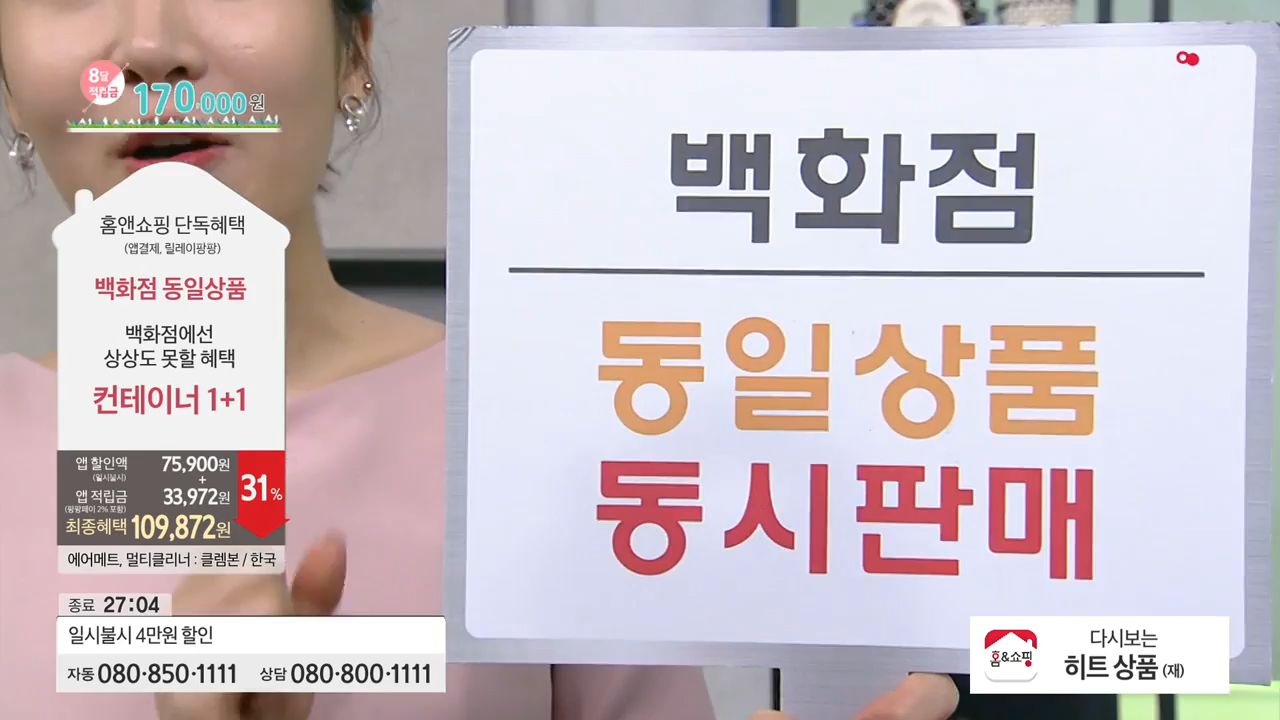 8달
적립금
170,000원
홈앤쇼핑 단독혜택
(앱결제, 릴레이팡팡)
백화점 동일상품
백화점에선
상상도 못할 혜택
컨테이너 1+1
앱 할인액 75,900원
(일시불시)
+
앱 적립금 33,972원
(팡팡페이 2% 포함)
최종혜택 109,872원
31%
에어메트, 멀티클리너 : 클렘본 / 한국
종료 27:04
일시불시 4만원 할인
자동 080·850·1111 상담 080·800·1111
백화점
동일상품
동시판매
홈&쇼핑
다시보는
히트 상품 (재)